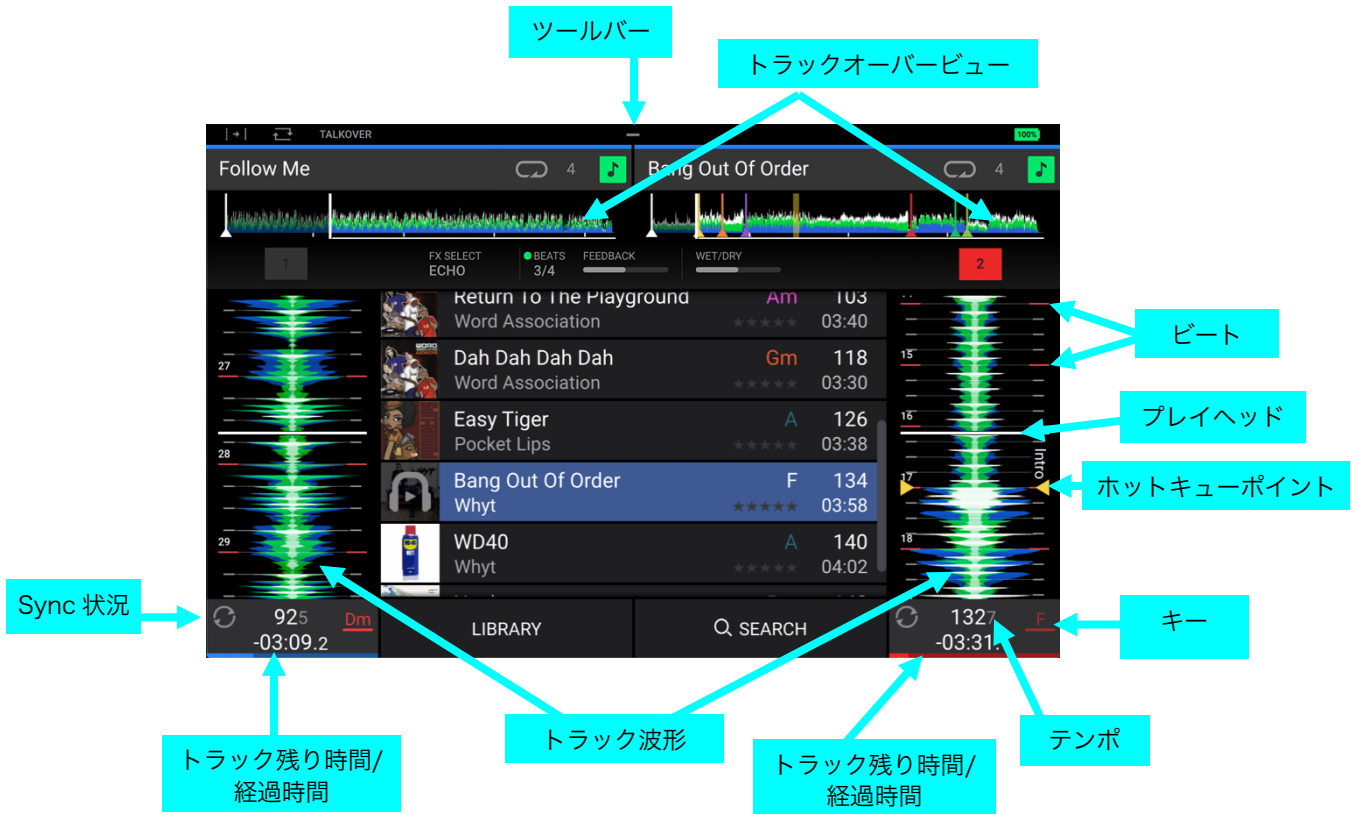 ツールバー
トラックオーバービュー
TALKOVER
100%
Follow Me
4
Bang Out Of Order
4
1
FX SELECT
ECHO
BEATS
3/4
FEEDBACK
WET/DRY
2
Return To The Playground Am 103
Word Association ★★★★★ 03:40
Dah Dah Dah Dah Gm 118
Word Association ★★★★★ 03:30
Easy Tiger A 126
Pocket Lips ★★★★★ 03:38
Bang Out Of Order F 134
Whyt ★★★★★ 03:58
WD40 A 140
Whyt ★★★★★ 04:02
27
28
29
15
16
17
18
Intro
ビート
プレイヘッド
ホットキューポイント
Sync 状況
925
Dm
-03:09.2
LIBRARY
SEARCH
1327
F
-03:31.
キー
トラック残り時間/
経過時間
トラック波形
トラック残り時間/
経過時間
テンポ